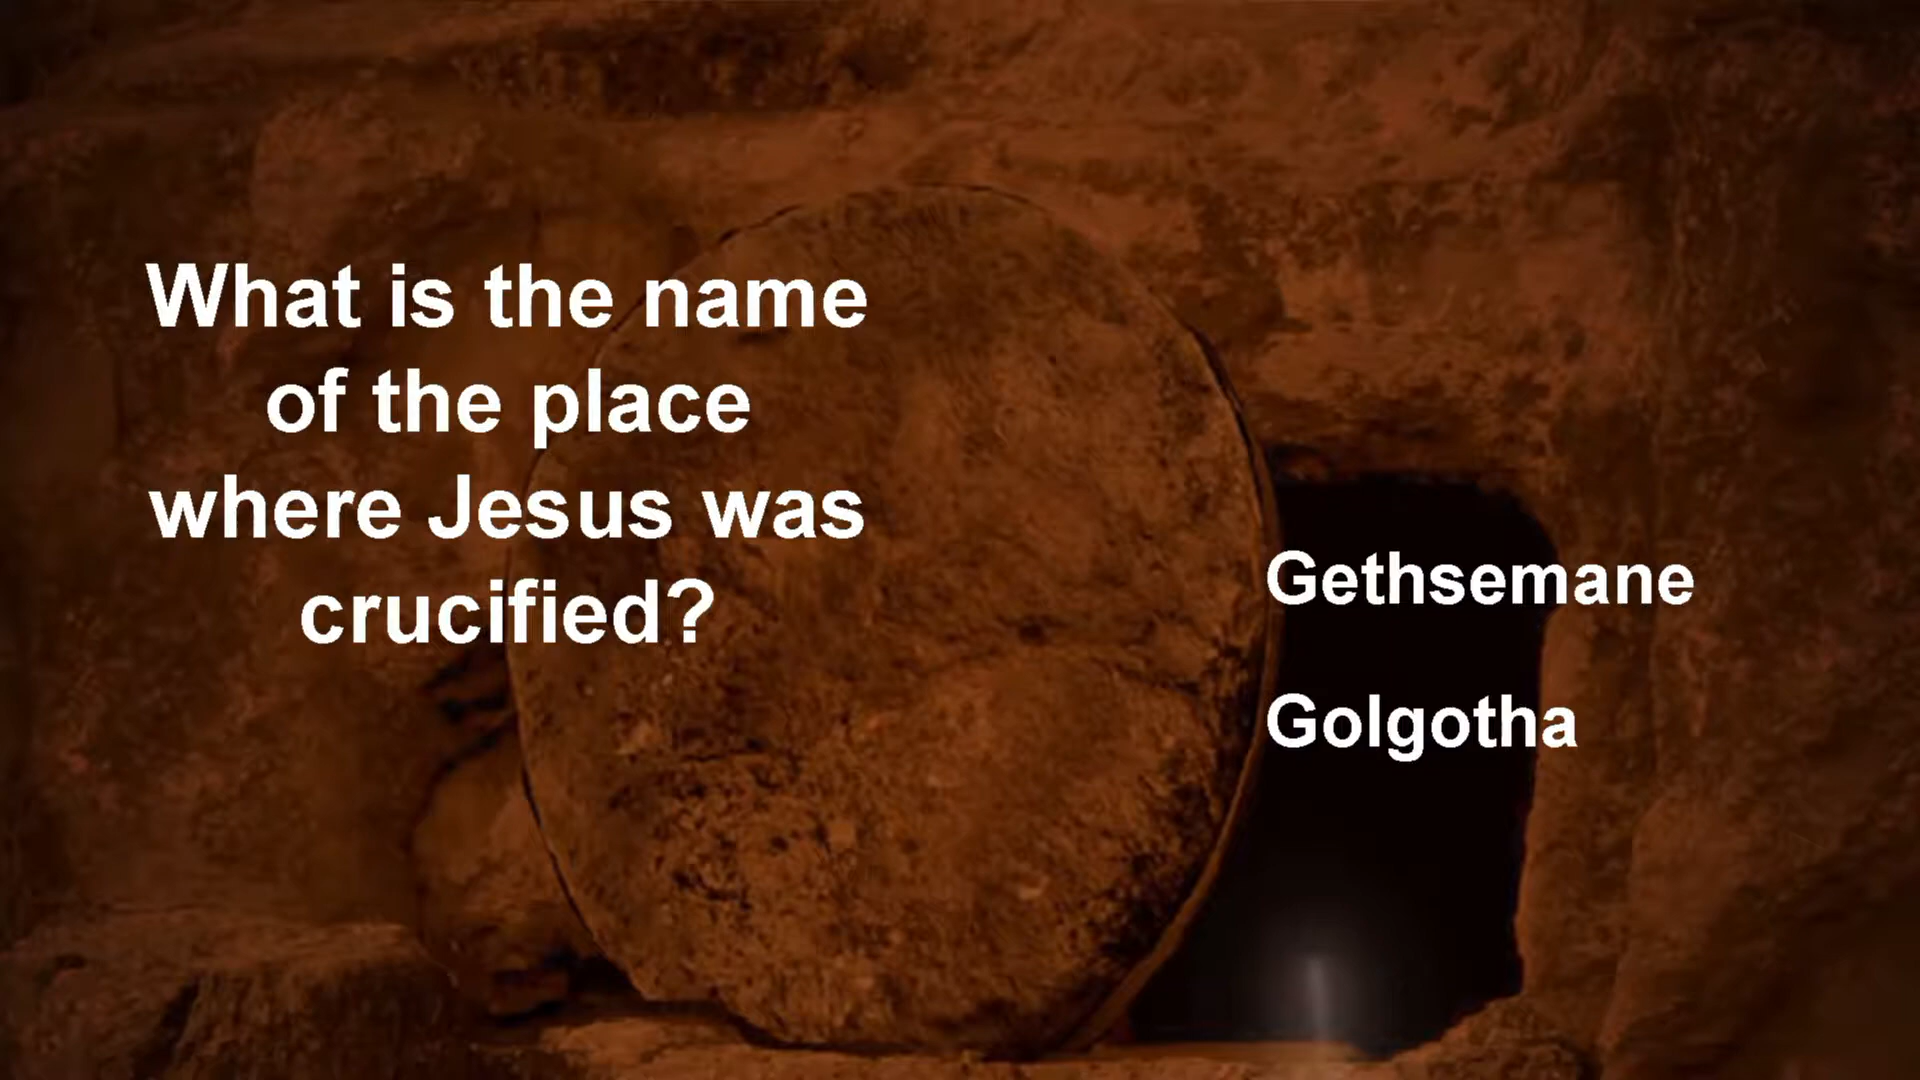 What is the name
of the place
where Jesus was
crucified?
Gethsemane
Golgotha